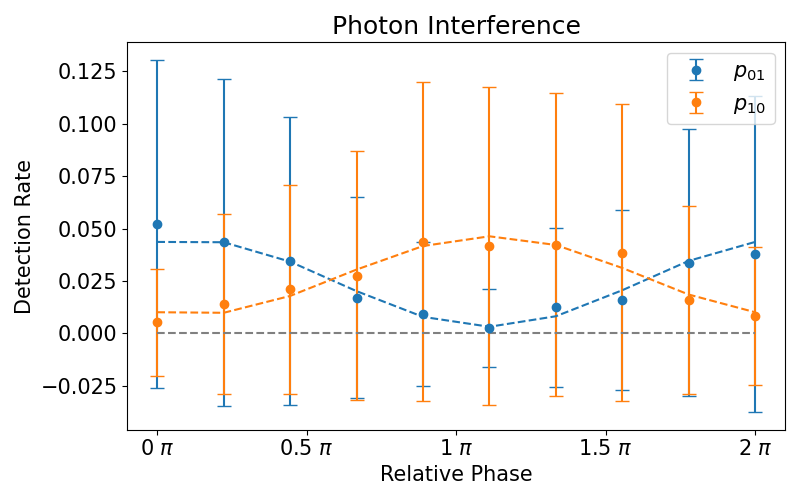 Photon Interference
Detection Rate
0.125
0.100
0.075
0.050
0.025
0.000
−0.025
p01
p10
0 π
0.5 π
1 π
1.5 π
2 π
Relative Phase